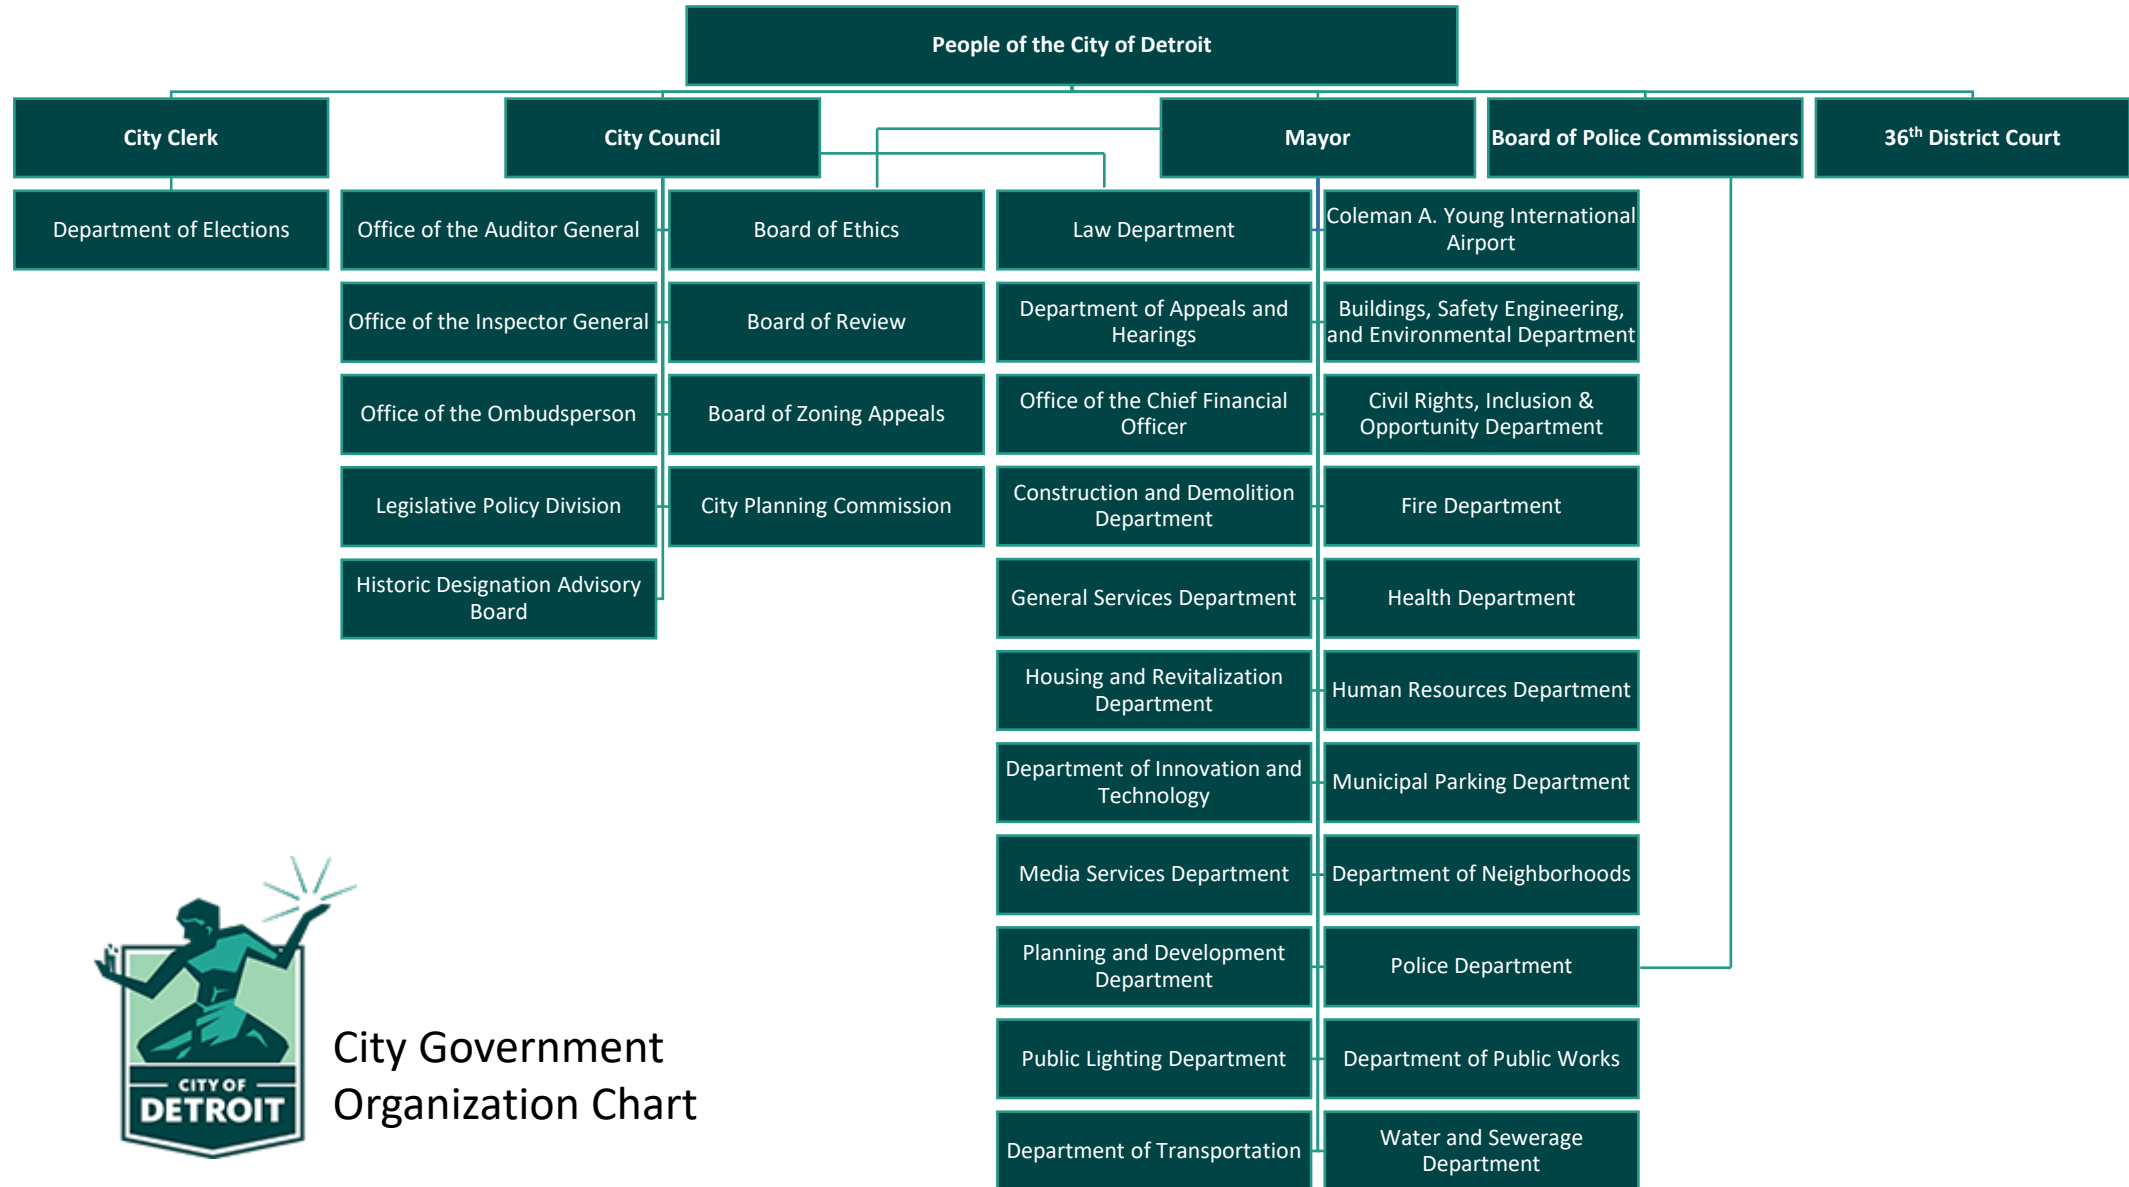 People of the City of Detroit
City Clerk
City Council
Mayor
Board of Police Commissioners
36th District Court
Department of Elections
Office of the Auditor General
Board of Ethics
Law Department
Coleman A. Young International
Airport
Office of the Inspector General
Board of Review
Department of Appeals and
Hearings
Buildings, Safety Engineering,
and Environmental Department
Office of the Ombudsperson
Board of Zoning Appeals
Office of the Chief Financial
Officer
Civil Rights, Inclusion &
Opportunity Department
Legislative Policy Division
City Planning Commission
Construction and Demolition
Department
Fire Department
Historic Designation Advisory
Board
General Services Department
Health Department
Housing and Revitalization
Department
Human Resources Department
Department of Innovation and
Technology
Municipal Parking Department
Media Services Department
Department of Neighborhoods
Planning and Development
Department
Police Department
Public Lighting Department
Department of Public Works
Department of Transportation
Water and Sewerage
Department
CITY OF
DETROIT
City Government
Organization Chart